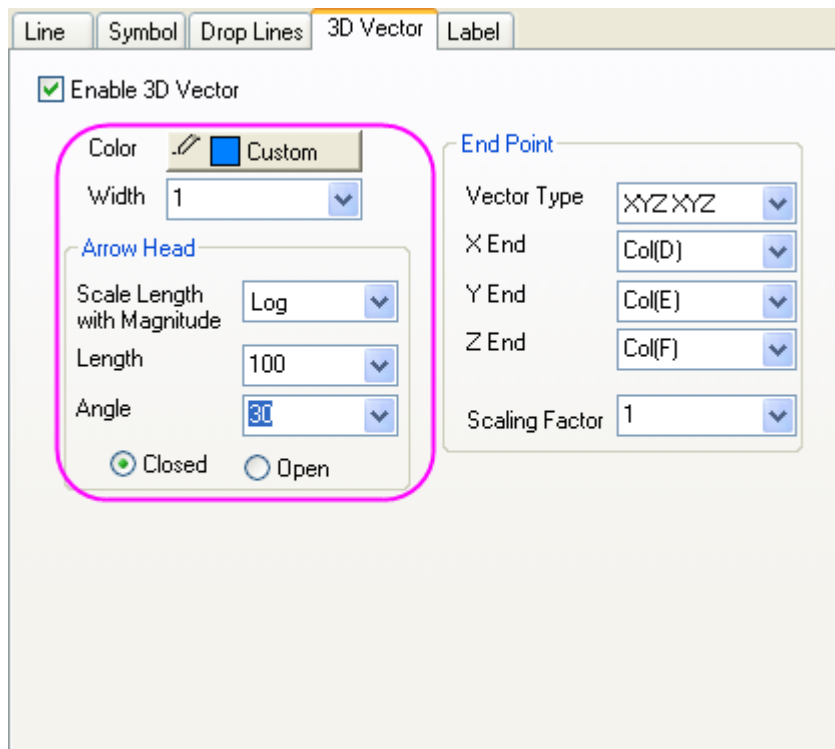 Line Symbol Drop Lines 3D Vector Label
Enable 3D Vector
Color Custom
Width 1
Arrow Head
Scale Length
with Magnitude Log
Length 100
Angle 30
Closed Open
End Point
Vector Type XYZ XYZ
X End Col(D)
Y End Col(E)
Z End Col(F)
Scaling Factor 1